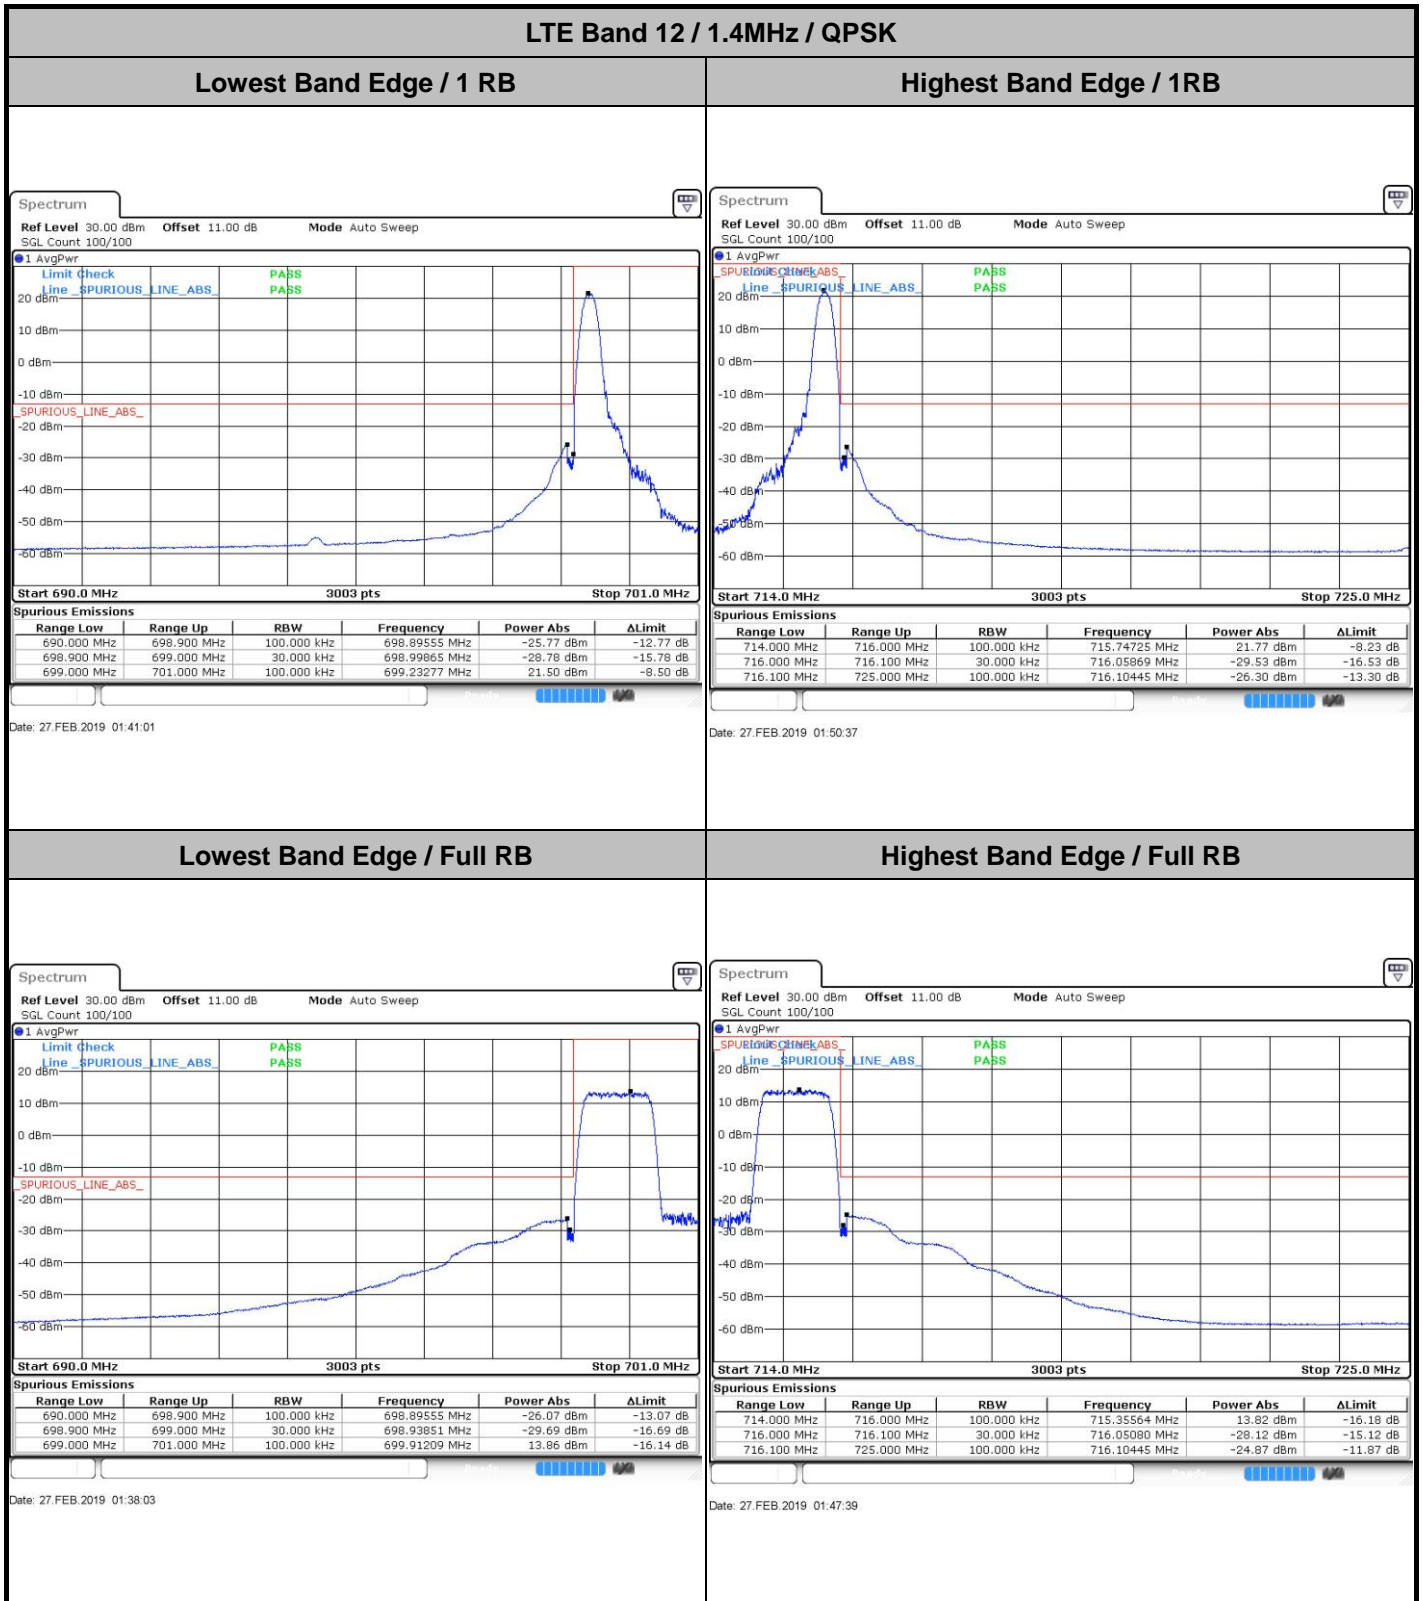 LTE Band 12 / 1.4MHz / QPSK
Lowest Band Edge / 1 RB
Highest Band Edge / 1RB
Spectrum
Ref Level 30.00 dBm Offset 11.00 dB Mode Auto Sweep
SGL Count 100/100
1 AvgPwr
Limit Check PASS
Line _SPURIOUS_LINE_ABS_ PASS
20 dBm
10 dBm
0 dBm
-10 dBm
_SPURIOUS_LINE_ABS_
-20 dBm
-30 dBm
-40 dBm
-50 dBm
-60 dBm
Start 690.0 MHz 3003 pts Stop 701.0 MHz
Spurious Emissions
Range Low Range Up RBW Frequency Power Abs ΔLimit
690.000 MHz 698.900 MHz 100.000 kHz 698.89555 MHz -25.77 dBm -12.77 dB
698.900 MHz 699.000 MHz 30.000 kHz 698.99865 MHz -28.78 dBm -15.78 dB
699.000 MHz 701.000 MHz 100.000 kHz 699.23277 MHz 21.50 dBm -8.50 dB
Ready
Date: 27.FEB.2019 01:41:01
Spectrum
Ref Level 30.00 dBm Offset 11.00 dB Mode Auto Sweep
SGL Count 100/100
1 AvgPwr
_SPURIOUS_LINE_ABS_
Limit Check PASS
Line _SPURIOUS_LINE_ABS_ PASS
20 dBm
10 dBm
0 dBm
-10 dBm
-20 dBm
-30 dBm
-40 dBm
-50 dBm
-60 dBm
Start 714.0 MHz 3003 pts Stop 725.0 MHz
Spurious Emissions
Range Low Range Up RBW Frequency Power Abs ΔLimit
714.000 MHz 716.000 MHz 100.000 kHz 715.74725 MHz 21.77 dBm -8.23 dB
716.000 MHz 716.100 MHz 30.000 kHz 716.05869 MHz -29.53 dBm -16.53 dB
716.100 MHz 725.000 MHz 100.000 kHz 716.10445 MHz -26.30 dBm -13.30 dB
Ready
Date: 27.FEB.2019 01:50:37
Lowest Band Edge / Full RB
Highest Band Edge / Full RB
Spectrum
Ref Level 30.00 dBm Offset 11.00 dB Mode Auto Sweep
SGL Count 100/100
1 AvgPwr
Limit Check PASS
Line _SPURIOUS_LINE_ABS_ PASS
20 dBm
10 dBm
0 dBm
-10 dBm
_SPURIOUS_LINE_ABS_
-20 dBm
-30 dBm
-40 dBm
-50 dBm
-60 dBm
Start 690.0 MHz 3003 pts Stop 701.0 MHz
Spurious Emissions
Range Low Range Up RBW Frequency Power Abs ΔLimit
690.000 MHz 698.900 MHz 100.000 kHz 698.89555 MHz -26.07 dBm -13.07 dB
698.900 MHz 699.000 MHz 30.000 kHz 698.93851 MHz -29.69 dBm -16.69 dB
699.000 MHz 701.000 MHz 100.000 kHz 699.91209 MHz 13.86 dBm -16.14 dB
Ready
Date: 27.FEB.2019 01:38:03
Spectrum
Ref Level 30.00 dBm Offset 11.00 dB Mode Auto Sweep
SGL Count 100/100
1 AvgPwr
_SPURIOUS_LINE_ABS_
Limit Check PASS
Line _SPURIOUS_LINE_ABS_ PASS
20 dBm
10 dBm
0 dBm
-10 dBm
-20 dBm
-30 dBm
-40 dBm
-50 dBm
-60 dBm
Start 714.0 MHz 3003 pts Stop 725.0 MHz
Spurious Emissions
Range Low Range Up RBW Frequency Power Abs ΔLimit
714.000 MHz 716.000 MHz 100.000 kHz 715.35564 MHz 13.82 dBm -16.18 dB
716.000 MHz 716.100 MHz 30.000 kHz 716.05080 MHz -28.12 dBm -15.12 dB
716.100 MHz 725.000 MHz 100.000 kHz 716.10445 MHz -24.87 dBm -11.87 dB
Ready
Date: 27.FEB.2019 01:47:39